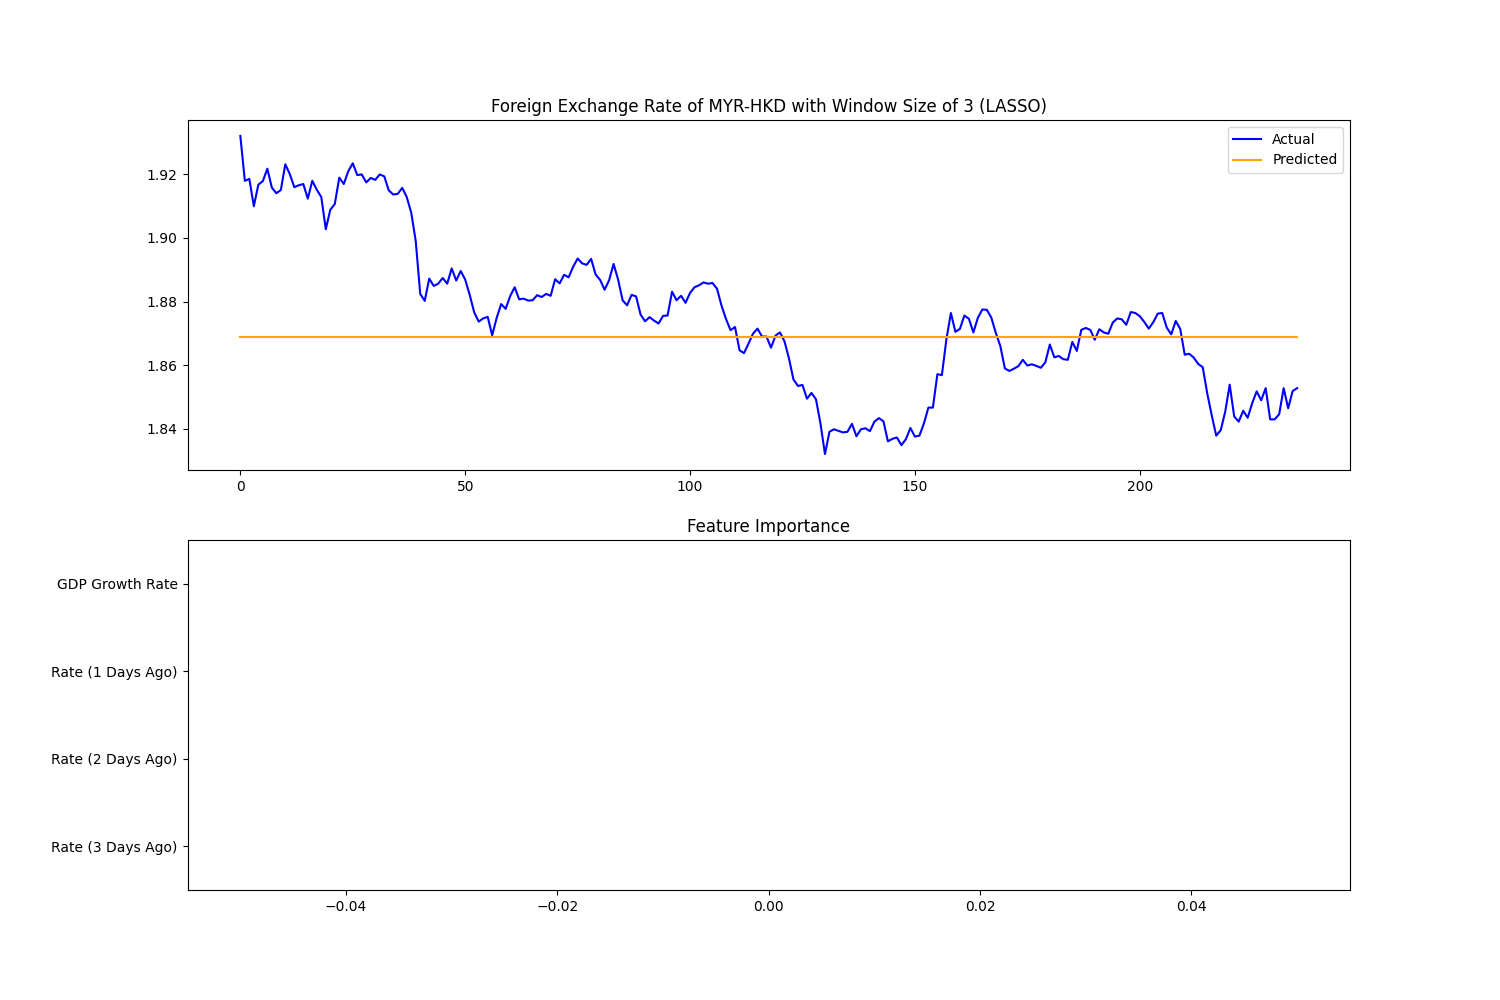 Foreign Exchange Rate of MYR-HKD with Window Size of 3 (LASSO)
Actual
Predicted
1.92
1.90
1.88
1.86
1.84
0 50 100 150 200
Feature Importance
GDP Growth Rate
Rate (1 Days Ago)
Rate (2 Days Ago)
Rate (3 Days Ago)
−0.04 −0.02 0.00 0.02 0.04